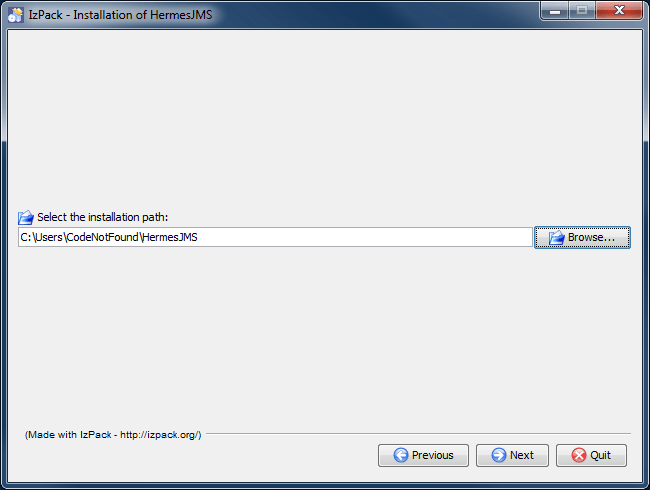 IzPack - Installation of HermesJMS
Select the installation path:
C:\Users\CodeNotFound\HermesJMS
Browse...
(Made with IzPack - http://izpack.org/)
Previous
Next
Quit